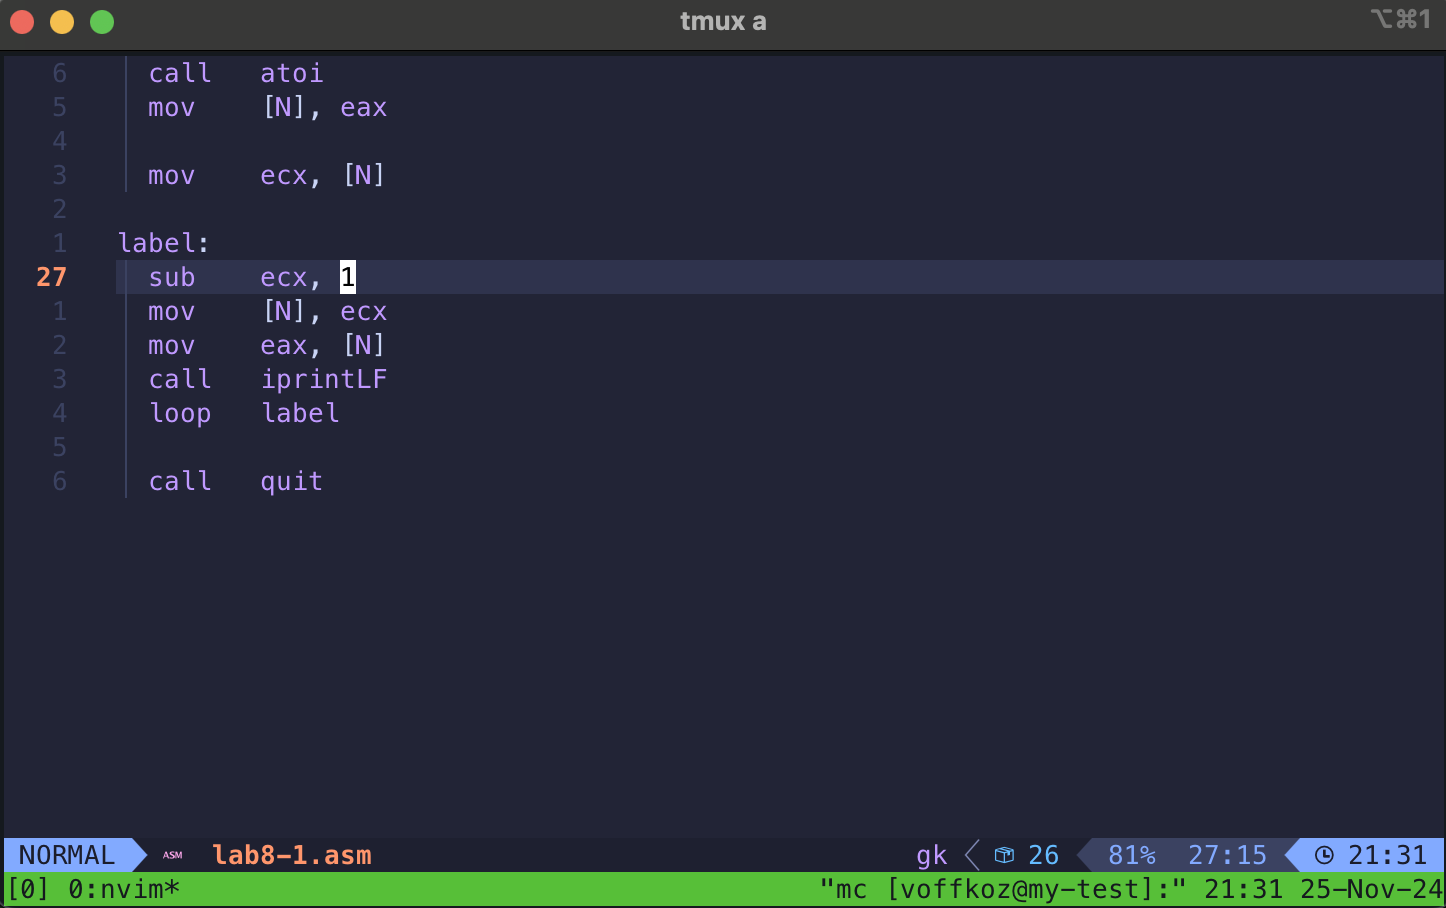 tmux a
⌥⌘1
6 call atoi
5 mov [N], eax
4
3 mov ecx, [N]
2
1 label:
27 sub ecx, 1
1 mov [N], ecx
2 mov eax, [N]
3 call iprintLF
4 loop label
5
6 call quit
NORMAL ASM lab8-1.asm gk 26 81% 27:15 21:31
[0] 0:nvim* "mc [voffkoz@my-test]:" 21:31 25-Nov-24